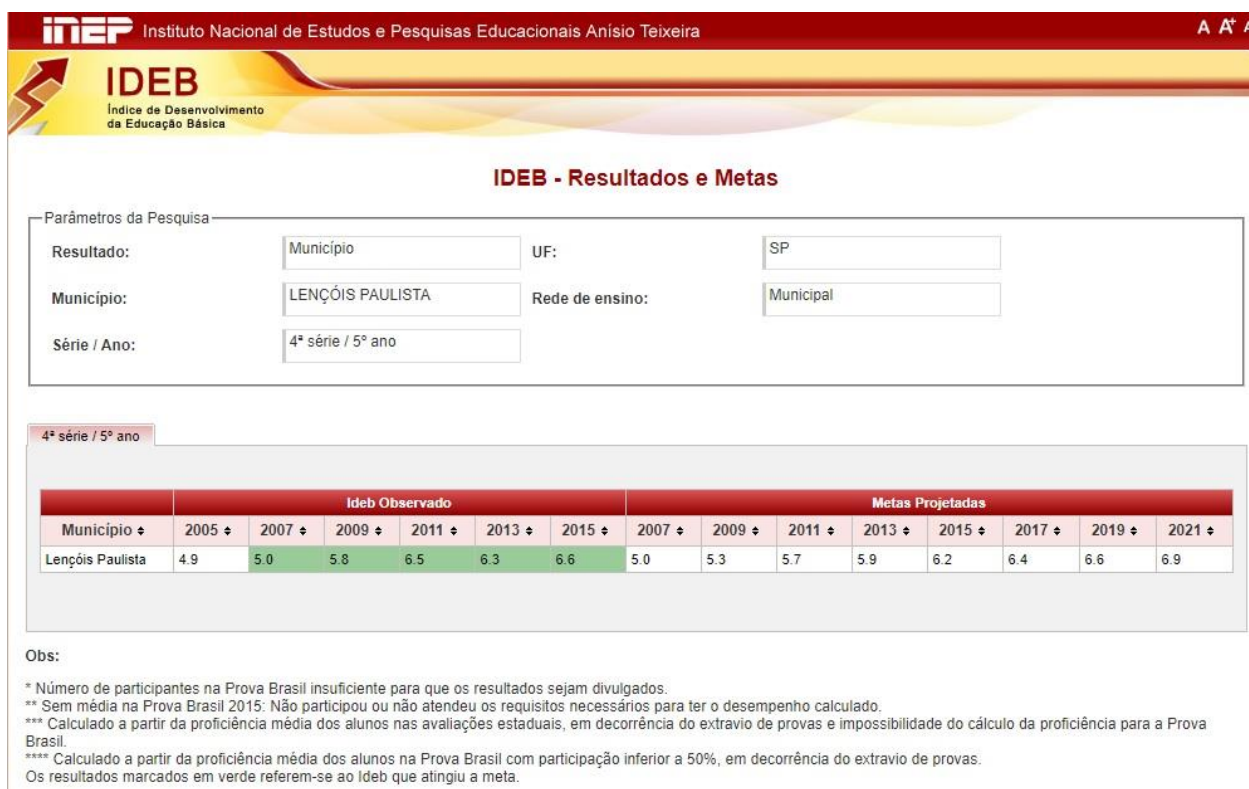 INEP Instituto Nacional de Estudos e Pesquisas Educacionais Anísio Teixeira A A+
IDEB
Índice de Desenvolvimento
da Educação Básica
IDEB - Resultados e Metas
Parâmetros da Pesquisa
Resultado: Município UF: SP
Município: LENÇÓIS PAULISTA Rede de ensino: Municipal
Série / Ano: 4ª série / 5º ano
4ª série / 5º ano
Ideb Observado Metas Projetadas
Município 2005 2007 2009 2011 2013 2015 2007 2009 2011 2013 2015 2017 2019 2021
Lençóis Paulista 4.9 5.0 5.8 6.5 6.3 6.6 5.0 5.3 5.7 5.9 6.2 6.4 6.6 6.9
Obs:
* Número de participantes na Prova Brasil insuficiente para que os resultados sejam divulgados.
** Sem média na Prova Brasil 2015: Não participou ou não atendeu os requisitos necessários para ter o desempenho calculado.
*** Calculado a partir da proficiência média dos alunos nas avaliações estaduais, em decorrência do extravio de provas e impossibilidade do cálculo da proficiência para a Prova
Brasil.
**** Calculado a partir da proficiência média dos alunos na Prova Brasil com participação inferior a 50%, em decorrência do extravio de provas.
Os resultados marcados em verde referem-se ao Ideb que atingiu a meta.